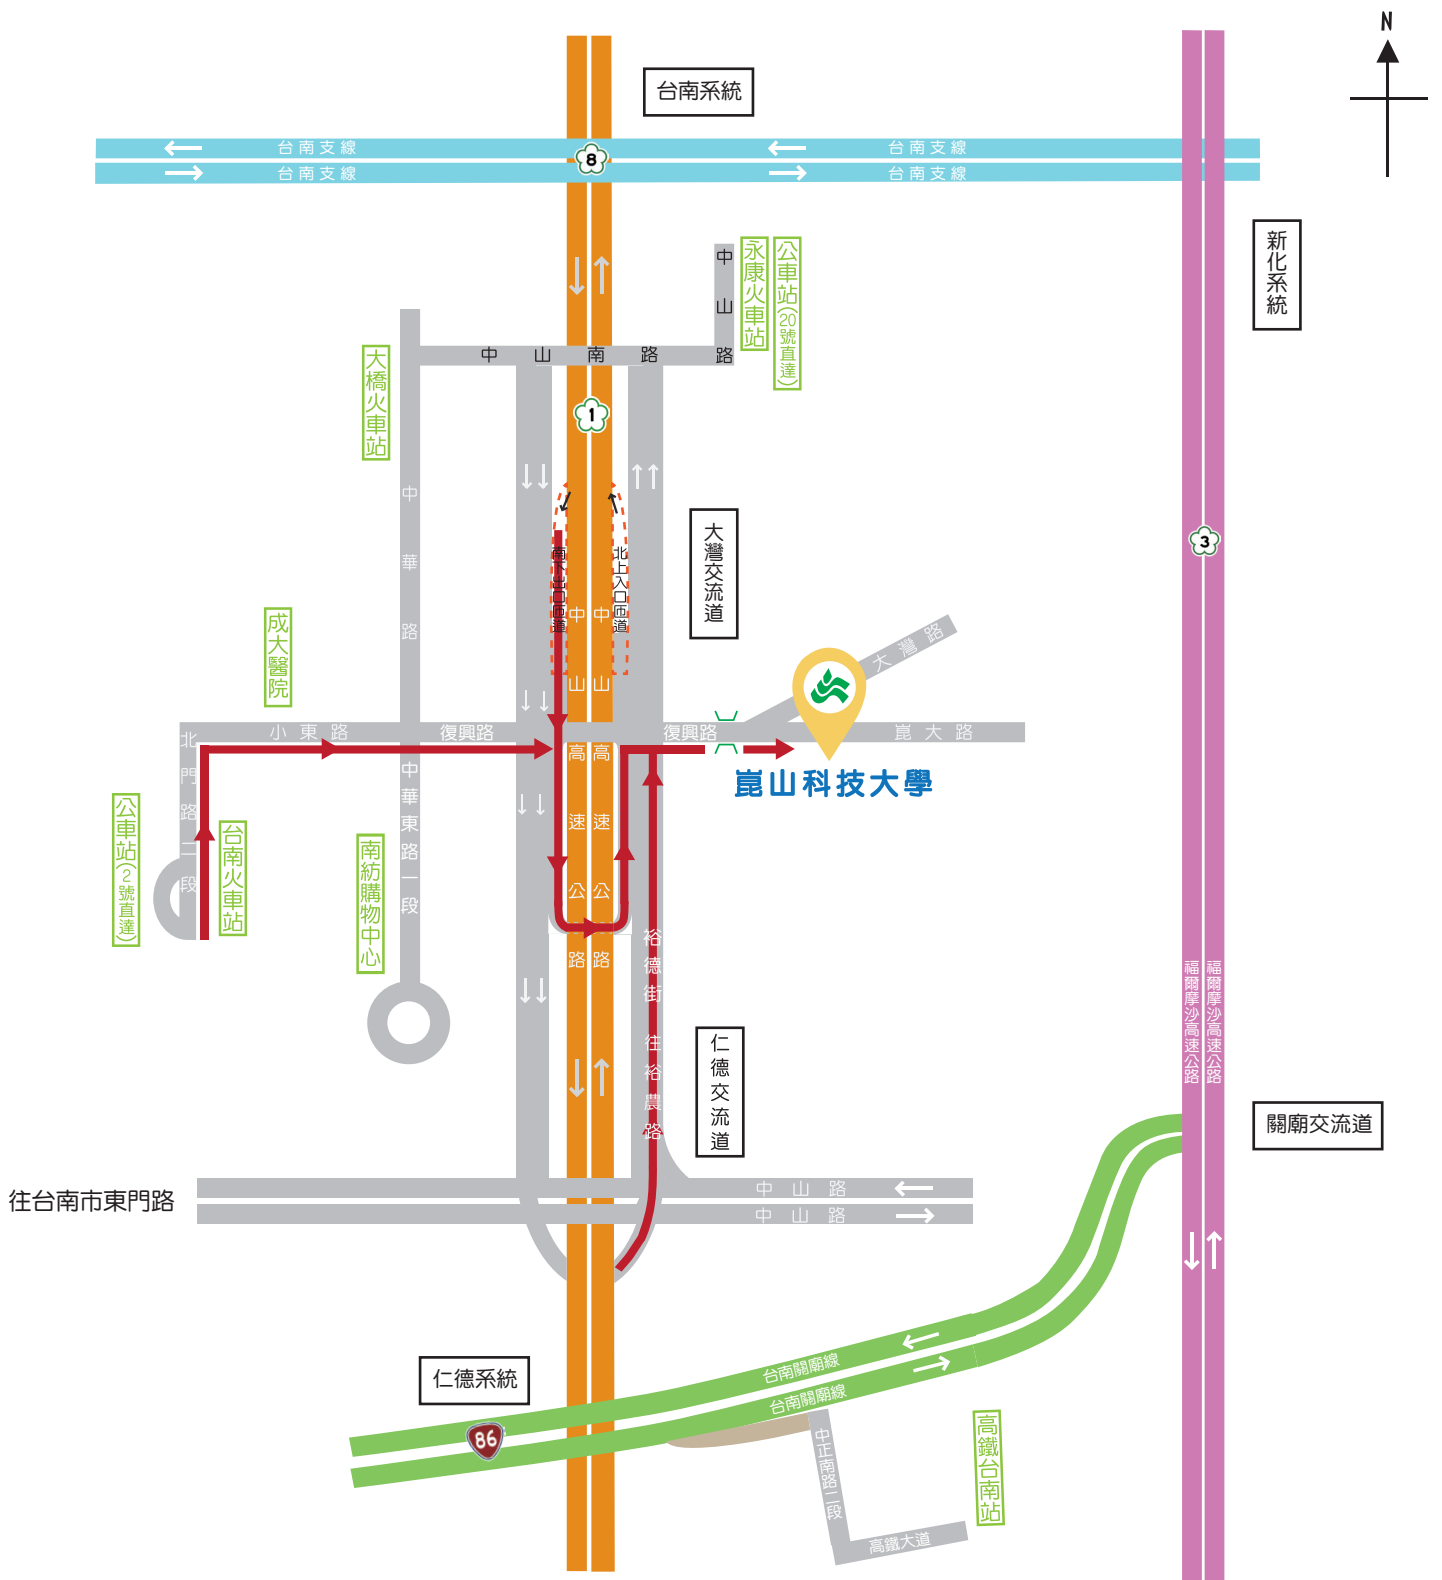 N
台南系統
台南支線
台南支線
台南支線
台南支線
8
新化系統
中山路
永康火車站
公車站(20號直達)
中山南路
大橋火車站
1
中華路
南下出口匝道
北上入口匝道
大灣交流道
3
成大醫院
中山高速公路
中山高速公路
大灣路
小東路
復興路
復興路
崑大路
崑山科技大學
北門路二段
公車站(2號直達)
台南火車站
中華東路一段
南紡購物中心
裕德街
往裕農路
仁德交流道
福爾摩沙高速公路
福爾摩沙高速公路
關廟交流道
往台南市東門路
中山路
中山路
仁德系統
台南關廟線
台南關廟線
86
中正南路二段
高鐵台南站
高鐵大道